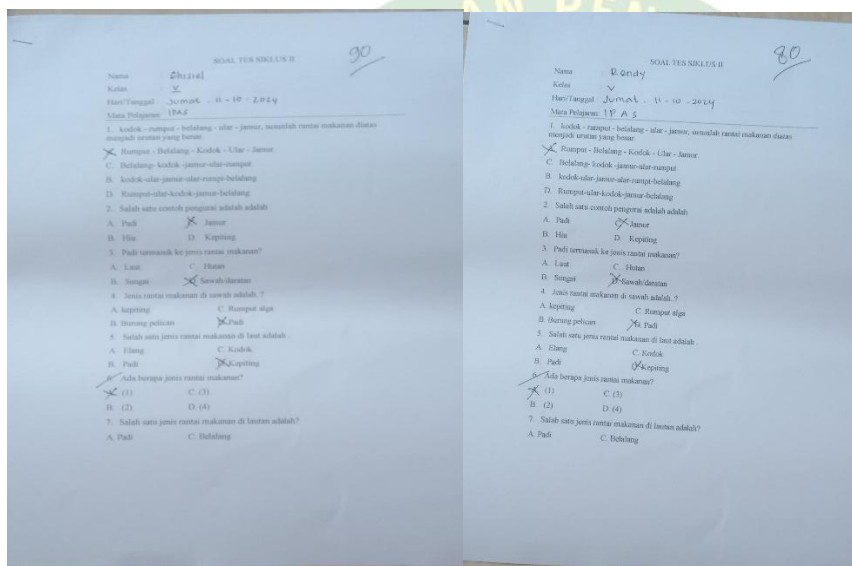 SOAL TES SIKLUS II
90
Nama : Chisiel
Kelas : V
Hari/Tanggal : Jumat . 11 - 10 - 2024
Mata Pelajaran: IPAS
1. kodok - rumput - belalang - ular - jamur, susunlah rantai makanan diatas
menjadi urutan yang benar.
Rumput - Belalang - Kodok - Ular - Jamur.
C. Belalang- kodok -jamur-ular-rumput
B. kodok-ular-jamur-ular-rumpt-belalang
D. Rumput-ular-kodok-jamur-belalang
2. Salah satu contoh pengurai adalah adalah
A. Padi Jamur
B. Hiu D. Kepiting
3. Padi termasuk ke jenis rantai makanan?
A. Laut C. Hutan
B. Sungai Sawah/daratan
4. Jenis rantai makanan di sawah adalah..?
A. kepiting C. Rumput alga
B. Burung pelican Padi
5. Salah satu jenis rantai makanan di laut adalah .
A. Elang C. Kodok
B. Padi Kepiting
6. Ada berapa jenis rantai makanan?
(1) C. (3)
B. (2) D. (4)
7. Salah satu jenis rantai makanan di lautan adalah?
A. Padi C. Belalang
SOAL TES SIKLUS II
80
Nama : Rendy
Kelas : V
Hari/Tanggal : Jumat . 11 - 10 - 2024
Mata Pelajaran: IPAS
1. kodok - rumput - belalang - ular - jamur, susunlah rantai makanan diatas
menjadi urutan yang benar.
Rumput - Belalang - Kodok - Ular - Jamur.
C. Belalang- kodok -jamur-ular-rumput
B. kodok-ular-jamur-ular-rumpt-belalang
D. Rumput-ular-kodok-jamur-belalang
2. Salah satu contoh pengurai adalah adalah
A. Padi C. Jamur
B. Hiu D. Kepiting
3. Padi termasuk ke jenis rantai makanan?
A. Laut C. Hutan
B. Sungai D. Sawah/daratan
4. Jenis rantai makanan di sawah adalah..?
A. kepiting C. Rumput alga
B. Burung pelican D. Padi
5. Salah satu jenis rantai makanan di laut adalah .
A. Elang C. Kodok
B. Padi D. Kepiting
6. Ada berapa jenis rantai makanan?
(1) C. (3)
B. (2) D. (4)
7. Salah satu jenis rantai makanan di lautan adalah?
A. Padi C. Belalang